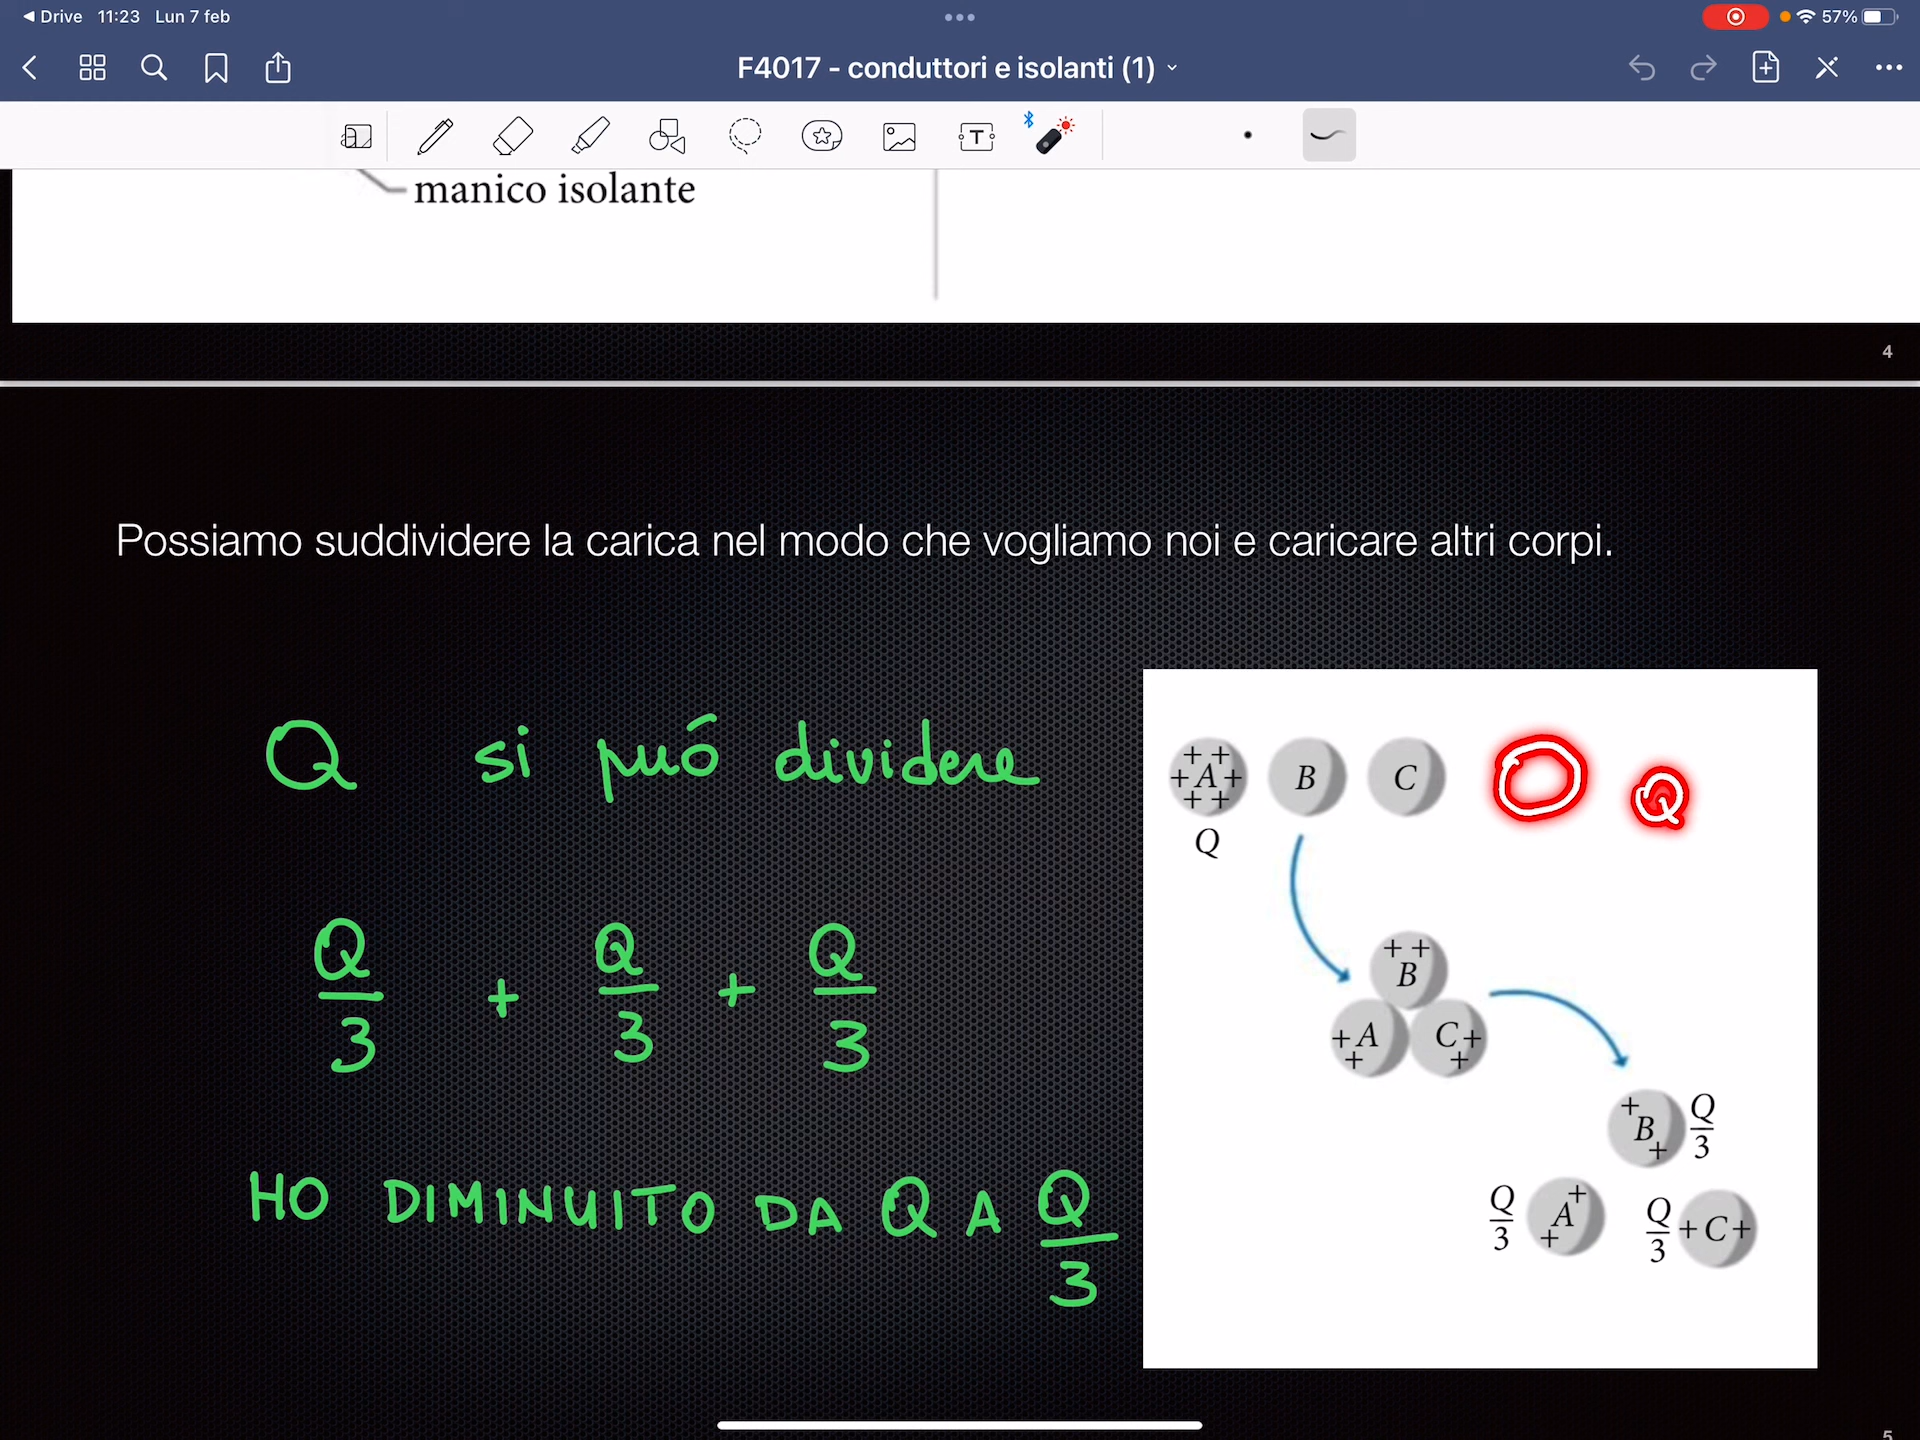 Drive 11:23 Lun 7 feb 57%
F4017 - conduttori e isolanti (1)
T
manico isolante
4
Possiamo suddividere la carica nel modo che vogliamo noi e caricare altri corpi.
Q si puó dividere
Q/3 + Q/3 + Q/3
HO DIMINUITO DA Q A Q/3
+ +
+A+ B C Q
+ +
Q
+ +
B
+A C+
+ +
+
B Q/3
+
Q/3 A+ Q/3 +C+
+
5